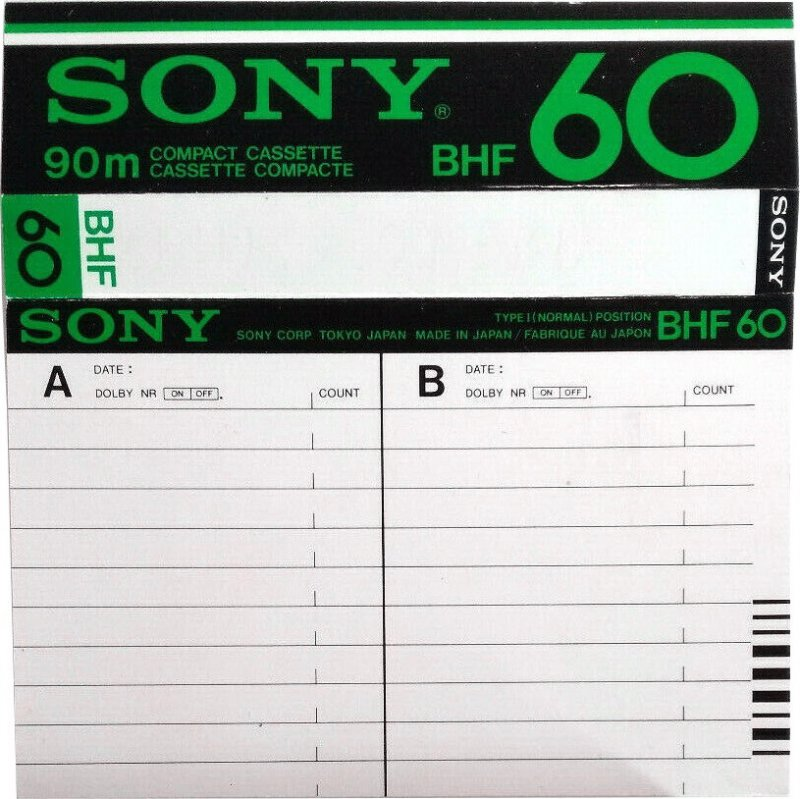 SONY®
60
90m COMPACT CASSETTE
CASSETTE COMPACTE
BHF
60
BHF
SONY
SONY
TYPE I (NORMAL) POSITION
SONY CORP TOKYO JAPAN MADE IN JAPAN / FABRIQUE AU JAPON
BHF 60
A
DATE :
DOLBY NR ON OFF .
COUNT
B
DATE :
DOLBY NR ON OFF .
COUNT